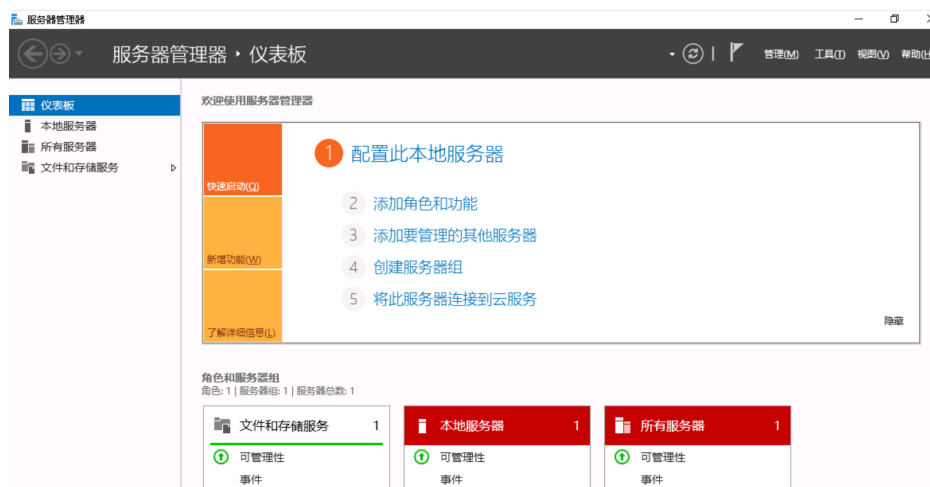 服务器管理器
服务器管理器 ‣ 仪表板
管理(M) 工具(T) 视图(V) 帮助(H
仪表板
本地服务器
所有服务器
文件和存储服务
欢迎使用服务器管理器
快速启动(Q)
新增功能(W)
了解详细信息(L)
1 配置此本地服务器
2 添加角色和功能
3 添加要管理的其他服务器
4 创建服务器组
5 将此服务器连接到云服务
隐藏
角色和服务器组
角色: 1 | 服务器组: 1 | 服务器总数: 1
文件和存储服务 1
可管理性
事件
本地服务器 1
可管理性
事件
所有服务器 1
可管理性
事件